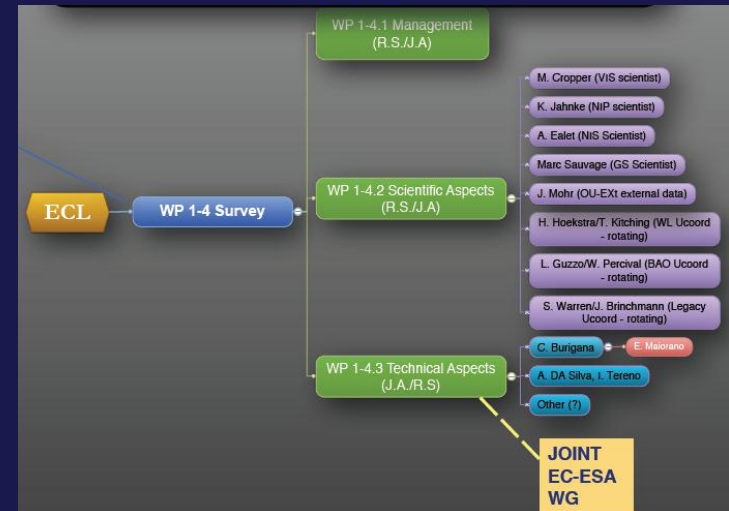 WP 1-4.1 Management
(R.S./J.A)
M. Cropper (VIS scientist)
K. Jahnke (NIP scientist)
A. Ealet (NIS Scientist)
Marc Sauvage (GS Scientist)
WP 1-4.2 Scientific Aspects
(R.S./J.A)
J. Mohr (OU-EXt external data)
ECL
WP 1-4 Survey
H. Hoekstra/T. Kitching (WL Ucoord
- rotating)
L. Guzzo/W. Percival (BAO Ucoord
- rotating)
S. Warren/J. Brinchmann (Legacy
Ucoord - rotating)
WP 1-4.3 Technical Aspects
(J.A./R.S)
C. Burigana
E. Maiorano
A. DA Silva, I. Tereno
Other (?)
JOINT
EC-ESA
WG